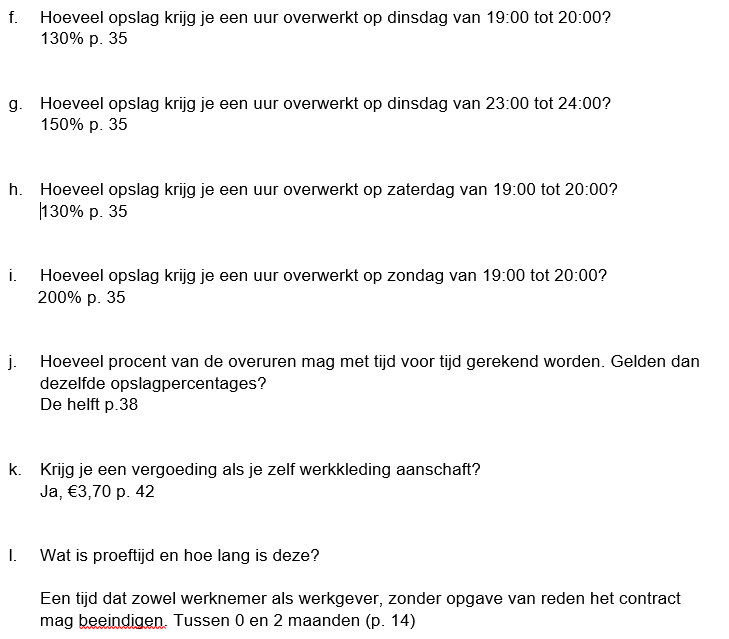 f. Hoeveel opslag krijg je een uur overwerkt op dinsdag van 19:00 tot 20:00?
130% p. 35
g. Hoeveel opslag krijg je een uur overwerkt op dinsdag van 23:00 tot 24:00?
150% p. 35
h. Hoeveel opslag krijg je een uur overwerkt op zaterdag van 19:00 tot 20:00?
130% p. 35
i. Hoeveel opslag krijg je een uur overwerkt op zondag van 19:00 tot 20:00?
200% p. 35
j. Hoeveel procent van de overuren mag met tijd voor tijd gerekend worden. Gelden dan
dezelfde opslagpercentages?
De helft p.38
k. Krijg je een vergoeding als je zelf werkkleding aanschaft?
Ja, €3,70 p. 42
l. Wat is proeftijd en hoe lang is deze?
Een tijd dat zowel werknemer als werkgever, zonder opgave van reden het contract
mag beeindigen. Tussen 0 en 2 maanden (p. 14)